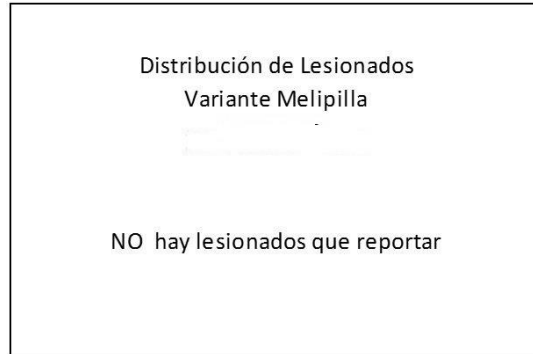 Distribución de Lesionados
Variante Melipilla
NO hay lesionados que reportar